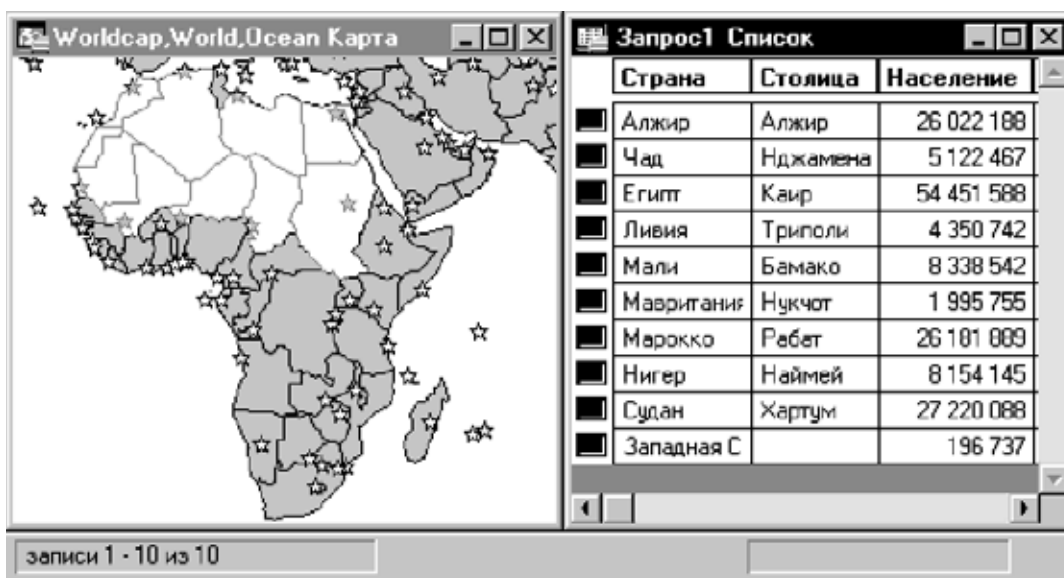 Worldcap,World,Ocean Карта
Запрос1 Список
Страна Столица Население
Алжир Алжир 26 022 188
Чад Нджамена 5 122 467
Египт Каир 54 451 588
Ливия Триполи 4 350 742
Мали Бамако 8 338 542
Мавритания Нукчот 1 995 755
Марокко Рабат 26 181 889
Нигер Наймей 8 154 145
Судан Хартум 27 220 088
Западная С 196 737
записи 1 - 10 из 10